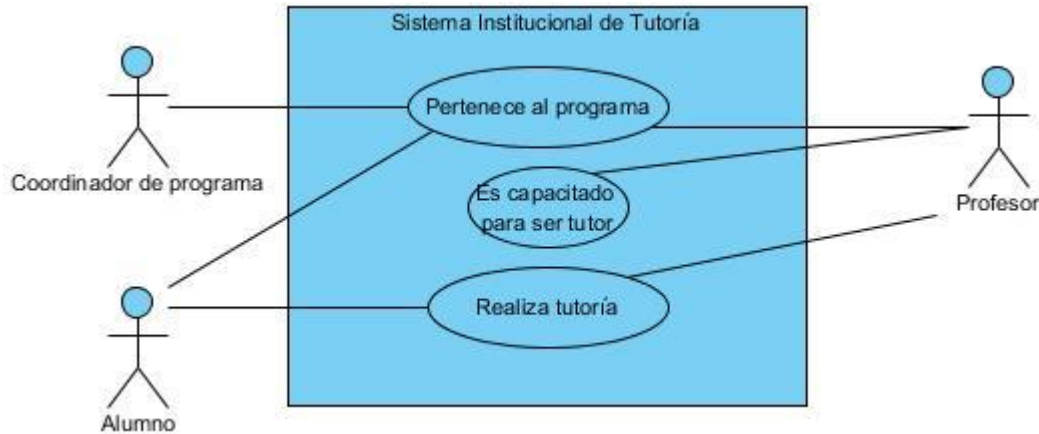 Sistema Institucional de Tutoría
Pertenece al programa
Coordinador de programa
Es capacitado
para ser tutor
Profesor
Realiza tutoría
Alumno